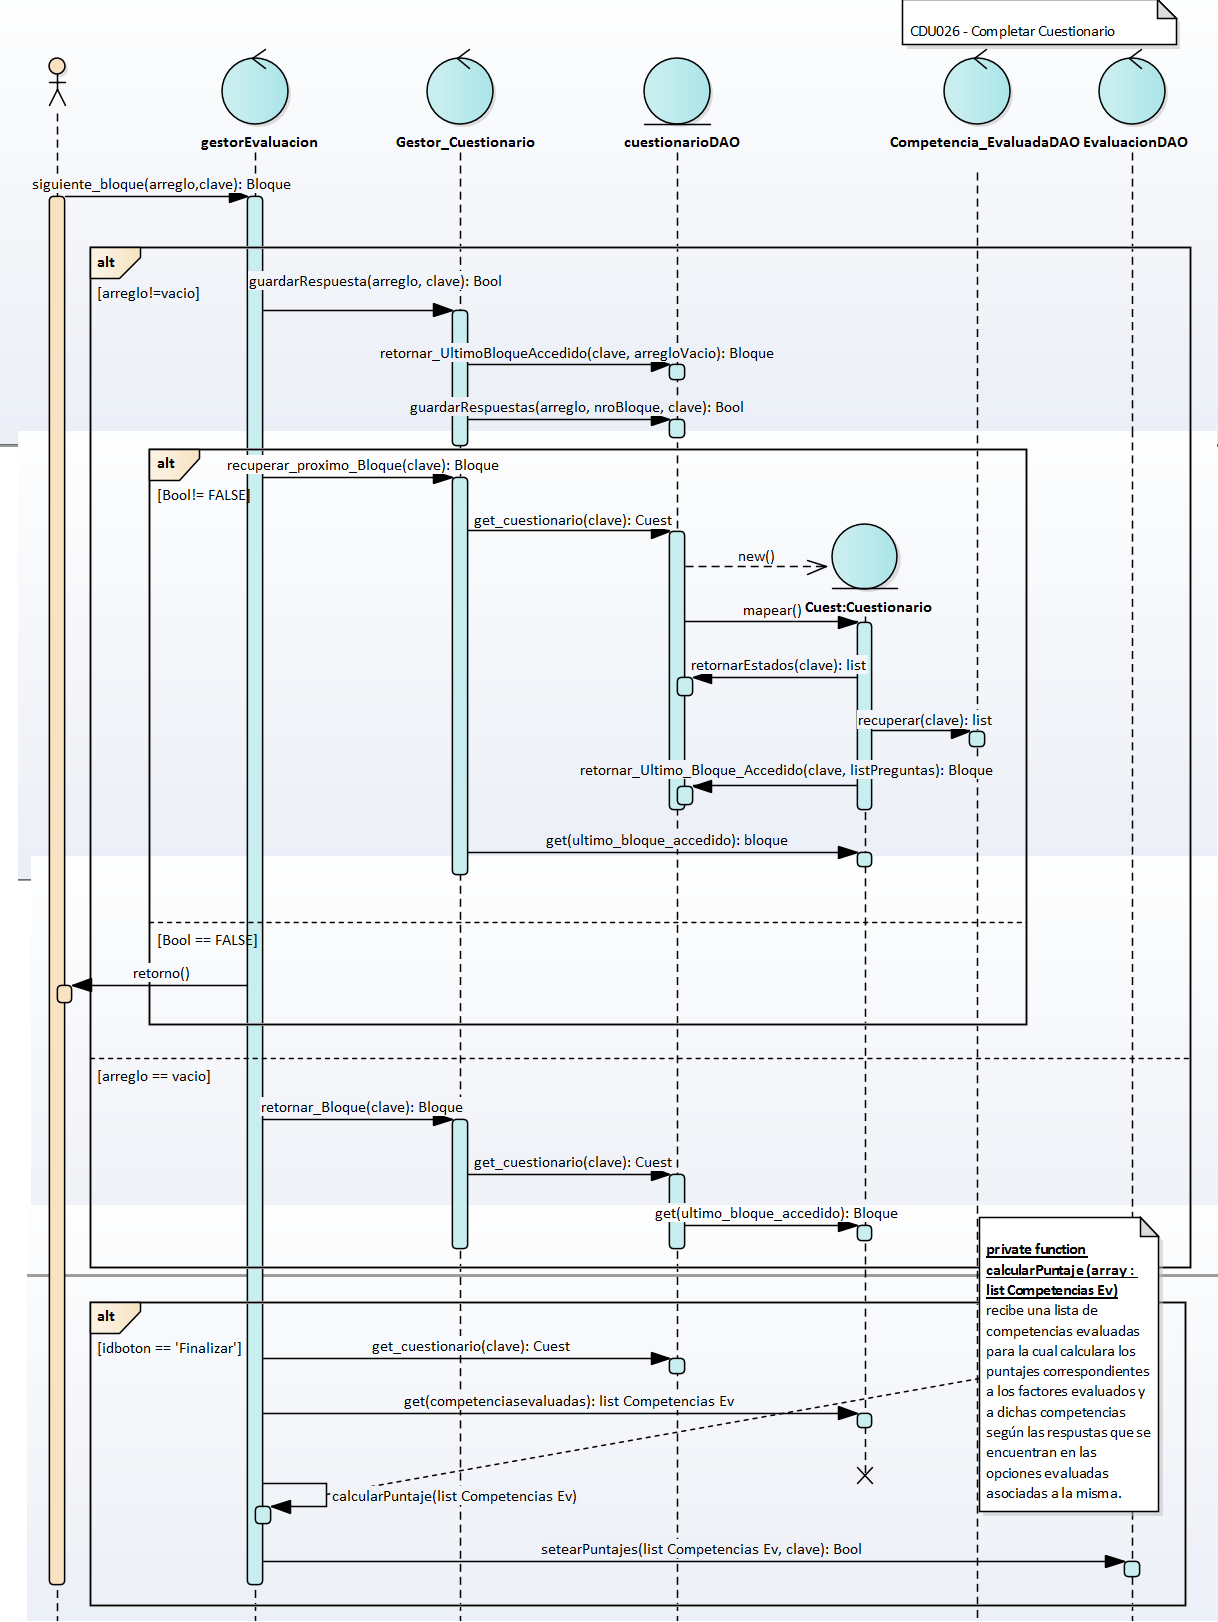 CDU026 - Completar Cuestionario
gestorEvaluacion
Gestor_Cuestionario
cuestionarioDAO
Competencia_EvaluadaDAO
EvaluacionDAO
siguiente_bloque(arreglo,clave): Bloque
alt
[arreglo!=vacio]
guardarRespuesta(arreglo, clave): Bool
retornar_UltimoBloqueAccedido(clave, arregloVacio): Bloque
guardarRespuestas(arreglo, nroBloque, clave): Bool
alt
recuperar_proximo_Bloque(clave): Bloque
[Bool!= FALSE]
get_cuestionario(clave): Cuest
new()
Cuest:Cuestionario
mapear()
retornarEstados(clave): list
recuperar(clave): list
retornar_Ultimo_Bloque_Accedido(clave, listPreguntas): Bloque
get(ultimo_bloque_accedido): bloque
[Bool == FALSE]
retorno()
[arreglo == vacio]
retornar_Bloque(clave): Bloque
get_cuestionario(clave): Cuest
get(ultimo_bloque_accedido): Bloque
private function
calcularPuntaje (array :
list Competencias Ev)
recibe una lista de
competencias evaluadas
para la cual calculara los
puntajes correspondientes
a los factores evaluados y
a dichas competencias
según las respustas que se
encuentran en las
opciones evaluadas
asociadas a la misma.
alt
[idboton == 'Finalizar']
get_cuestionario(clave): Cuest
get(competenciasevaluadas): list Competencias Ev
calcularPuntaje(list Competencias Ev)
setearPuntajes(list Competencias Ev, clave): Bool